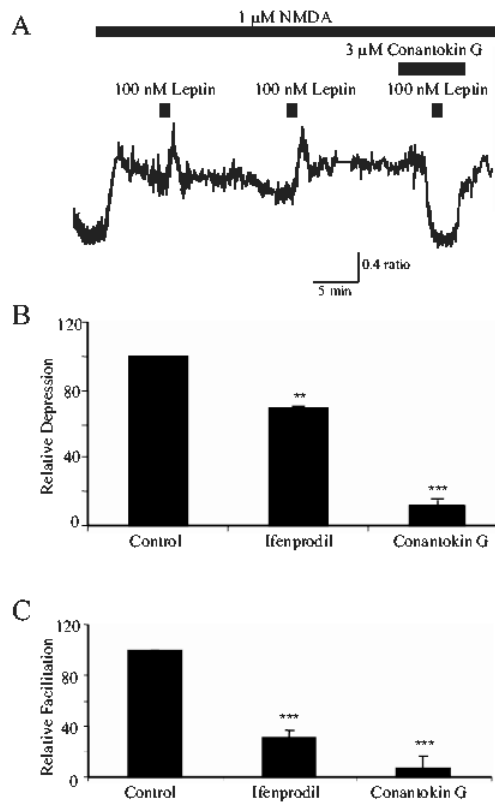 A
1 µM NMDA
3 µM Conantokin G
100 nM Leptin 100 nM Leptin 100 nM Leptin
0.4 ratio
5 min
B
120
80
40
0
Relative Depression
** 
***
Control Ifenprodil Conantokin G
C
120
80
40
0
Relative Facilitation
***
***
Control Ifenprodil Conantokin G